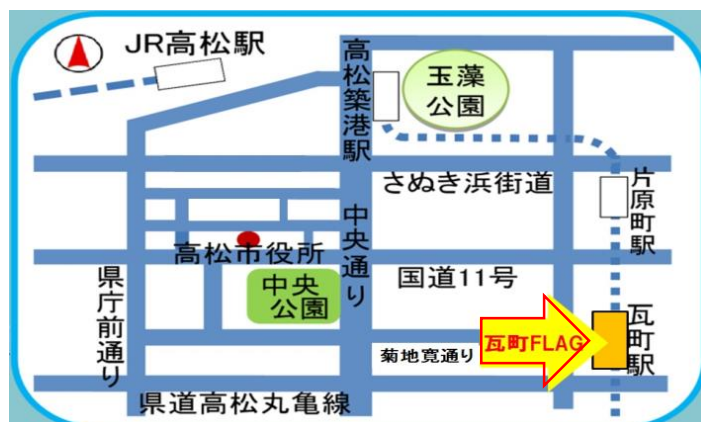 JR高松駅
高松築港駅
玉藻
公園
さぬき浜街道
片原町駅
中央通り
高松市役所
国道11号
中央
公園
県庁前通り
菊地寛通り
瓦町FLAG
瓦町駅
県道高松丸亀線